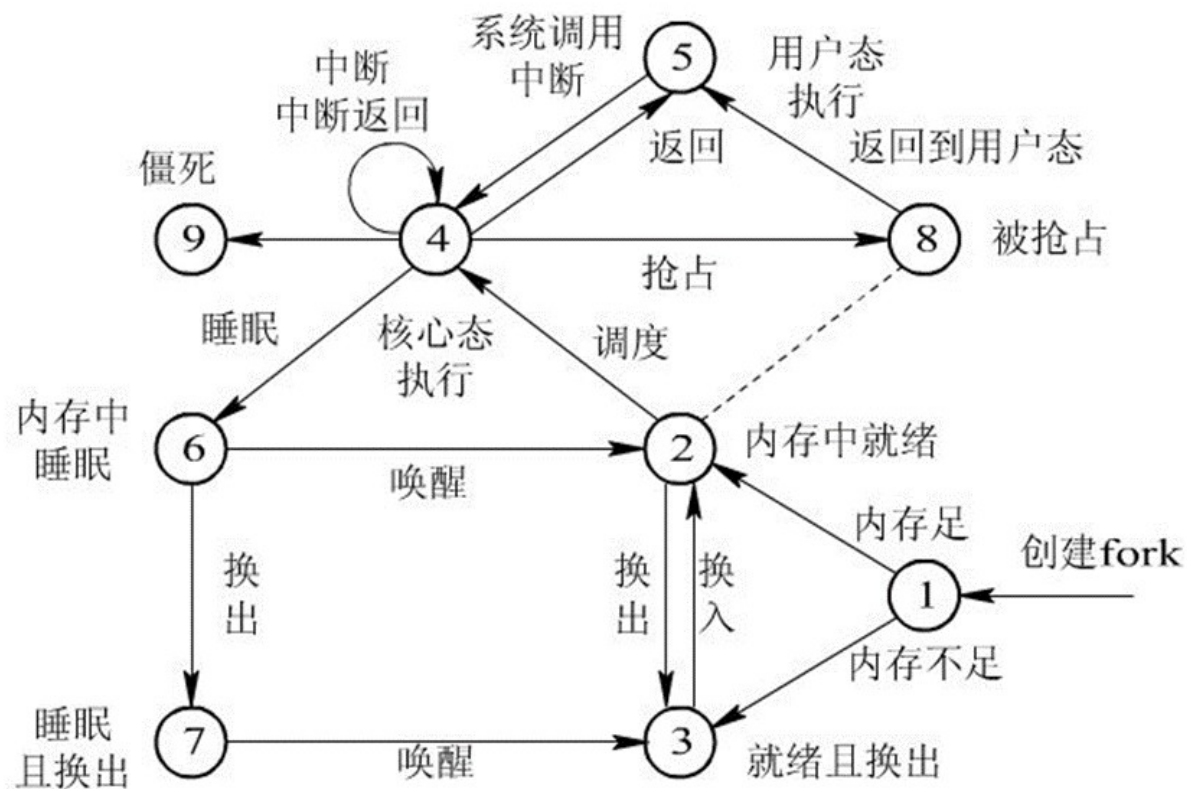 系统调用
中断
5
用户态
执行
中断
中断返回
返回
返回到用户态
僵死
9
4
8
被抢占
抢占
睡眠
核心态
执行
调度
内存中
睡眠
6
2
内存中就绪
唤醒
内存足
创建fork
换
出
换
出
换
入
1
内存不足
睡眠
且换出
7
唤醒
3
就绪且换出